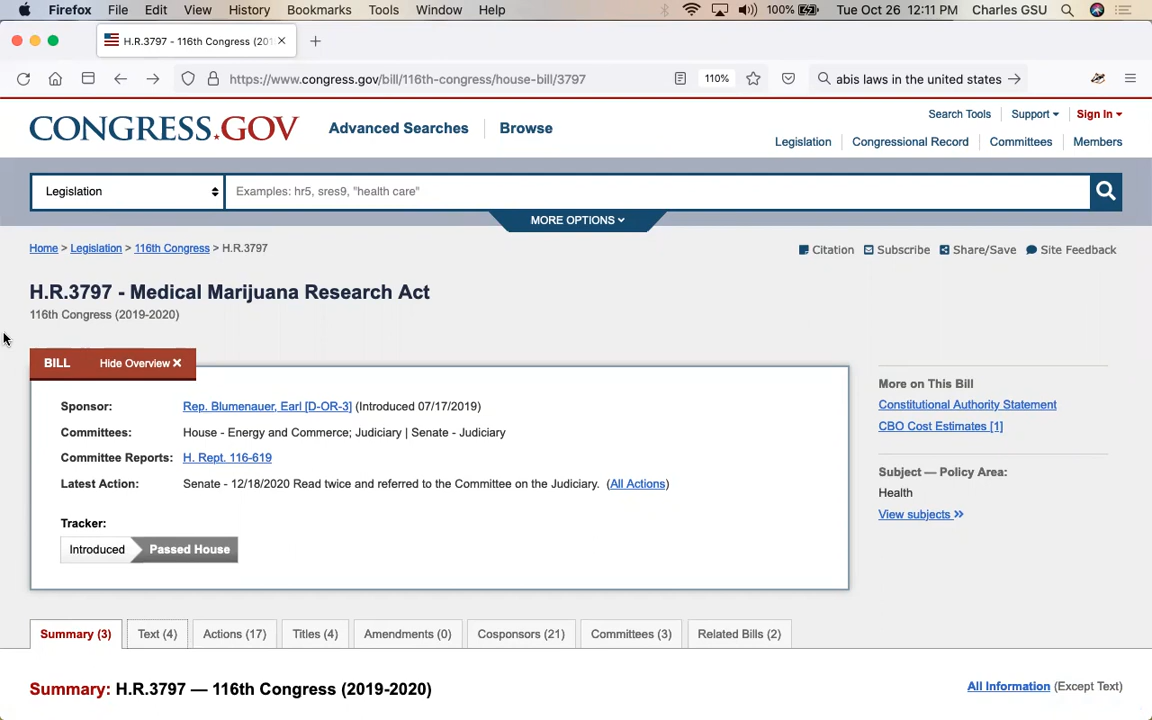 Firefox File Edit View History Bookmarks Tools Window Help 100% Tue Oct 26 12:11 PM Charles GSU
H.R.3797 - 116th Congress (201
https://www.congress.gov/bill/116th-congress/house-bill/3797 110% abis laws in the united states
CONGRESS.GOV Advanced Searches Browse
Search Tools Support Sign In
Legislation Congressional Record Committees Members
Legislation Examples: hr5, sres9, "health care"
MORE OPTIONS
Home > Legislation > 116th Congress > H.R.3797 Citation Subscribe Share/Save Site Feedback
H.R.3797 - Medical Marijuana Research Act
116th Congress (2019-2020)
BILL Hide Overview ×
Sponsor: Rep. Blumenauer, Earl [D-OR-3] (Introduced 07/17/2019)
Committees: House - Energy and Commerce; Judiciary | Senate - Judiciary
Committee Reports: H. Rept. 116-619
Latest Action: Senate - 12/18/2020 Read twice and referred to the Committee on the Judiciary. (All Actions)
Tracker:
Introduced Passed House
More on This Bill
Constitutional Authority Statement
CBO Cost Estimates [1]
Subject — Policy Area:
Health
View subjects »
Summary (3) Text (4) Actions (17) Titles (4) Amendments (0) Cosponsors (21) Committees (3) Related Bills (2)
Summary: H.R.3797 — 116th Congress (2019-2020) All Information (Except Text)